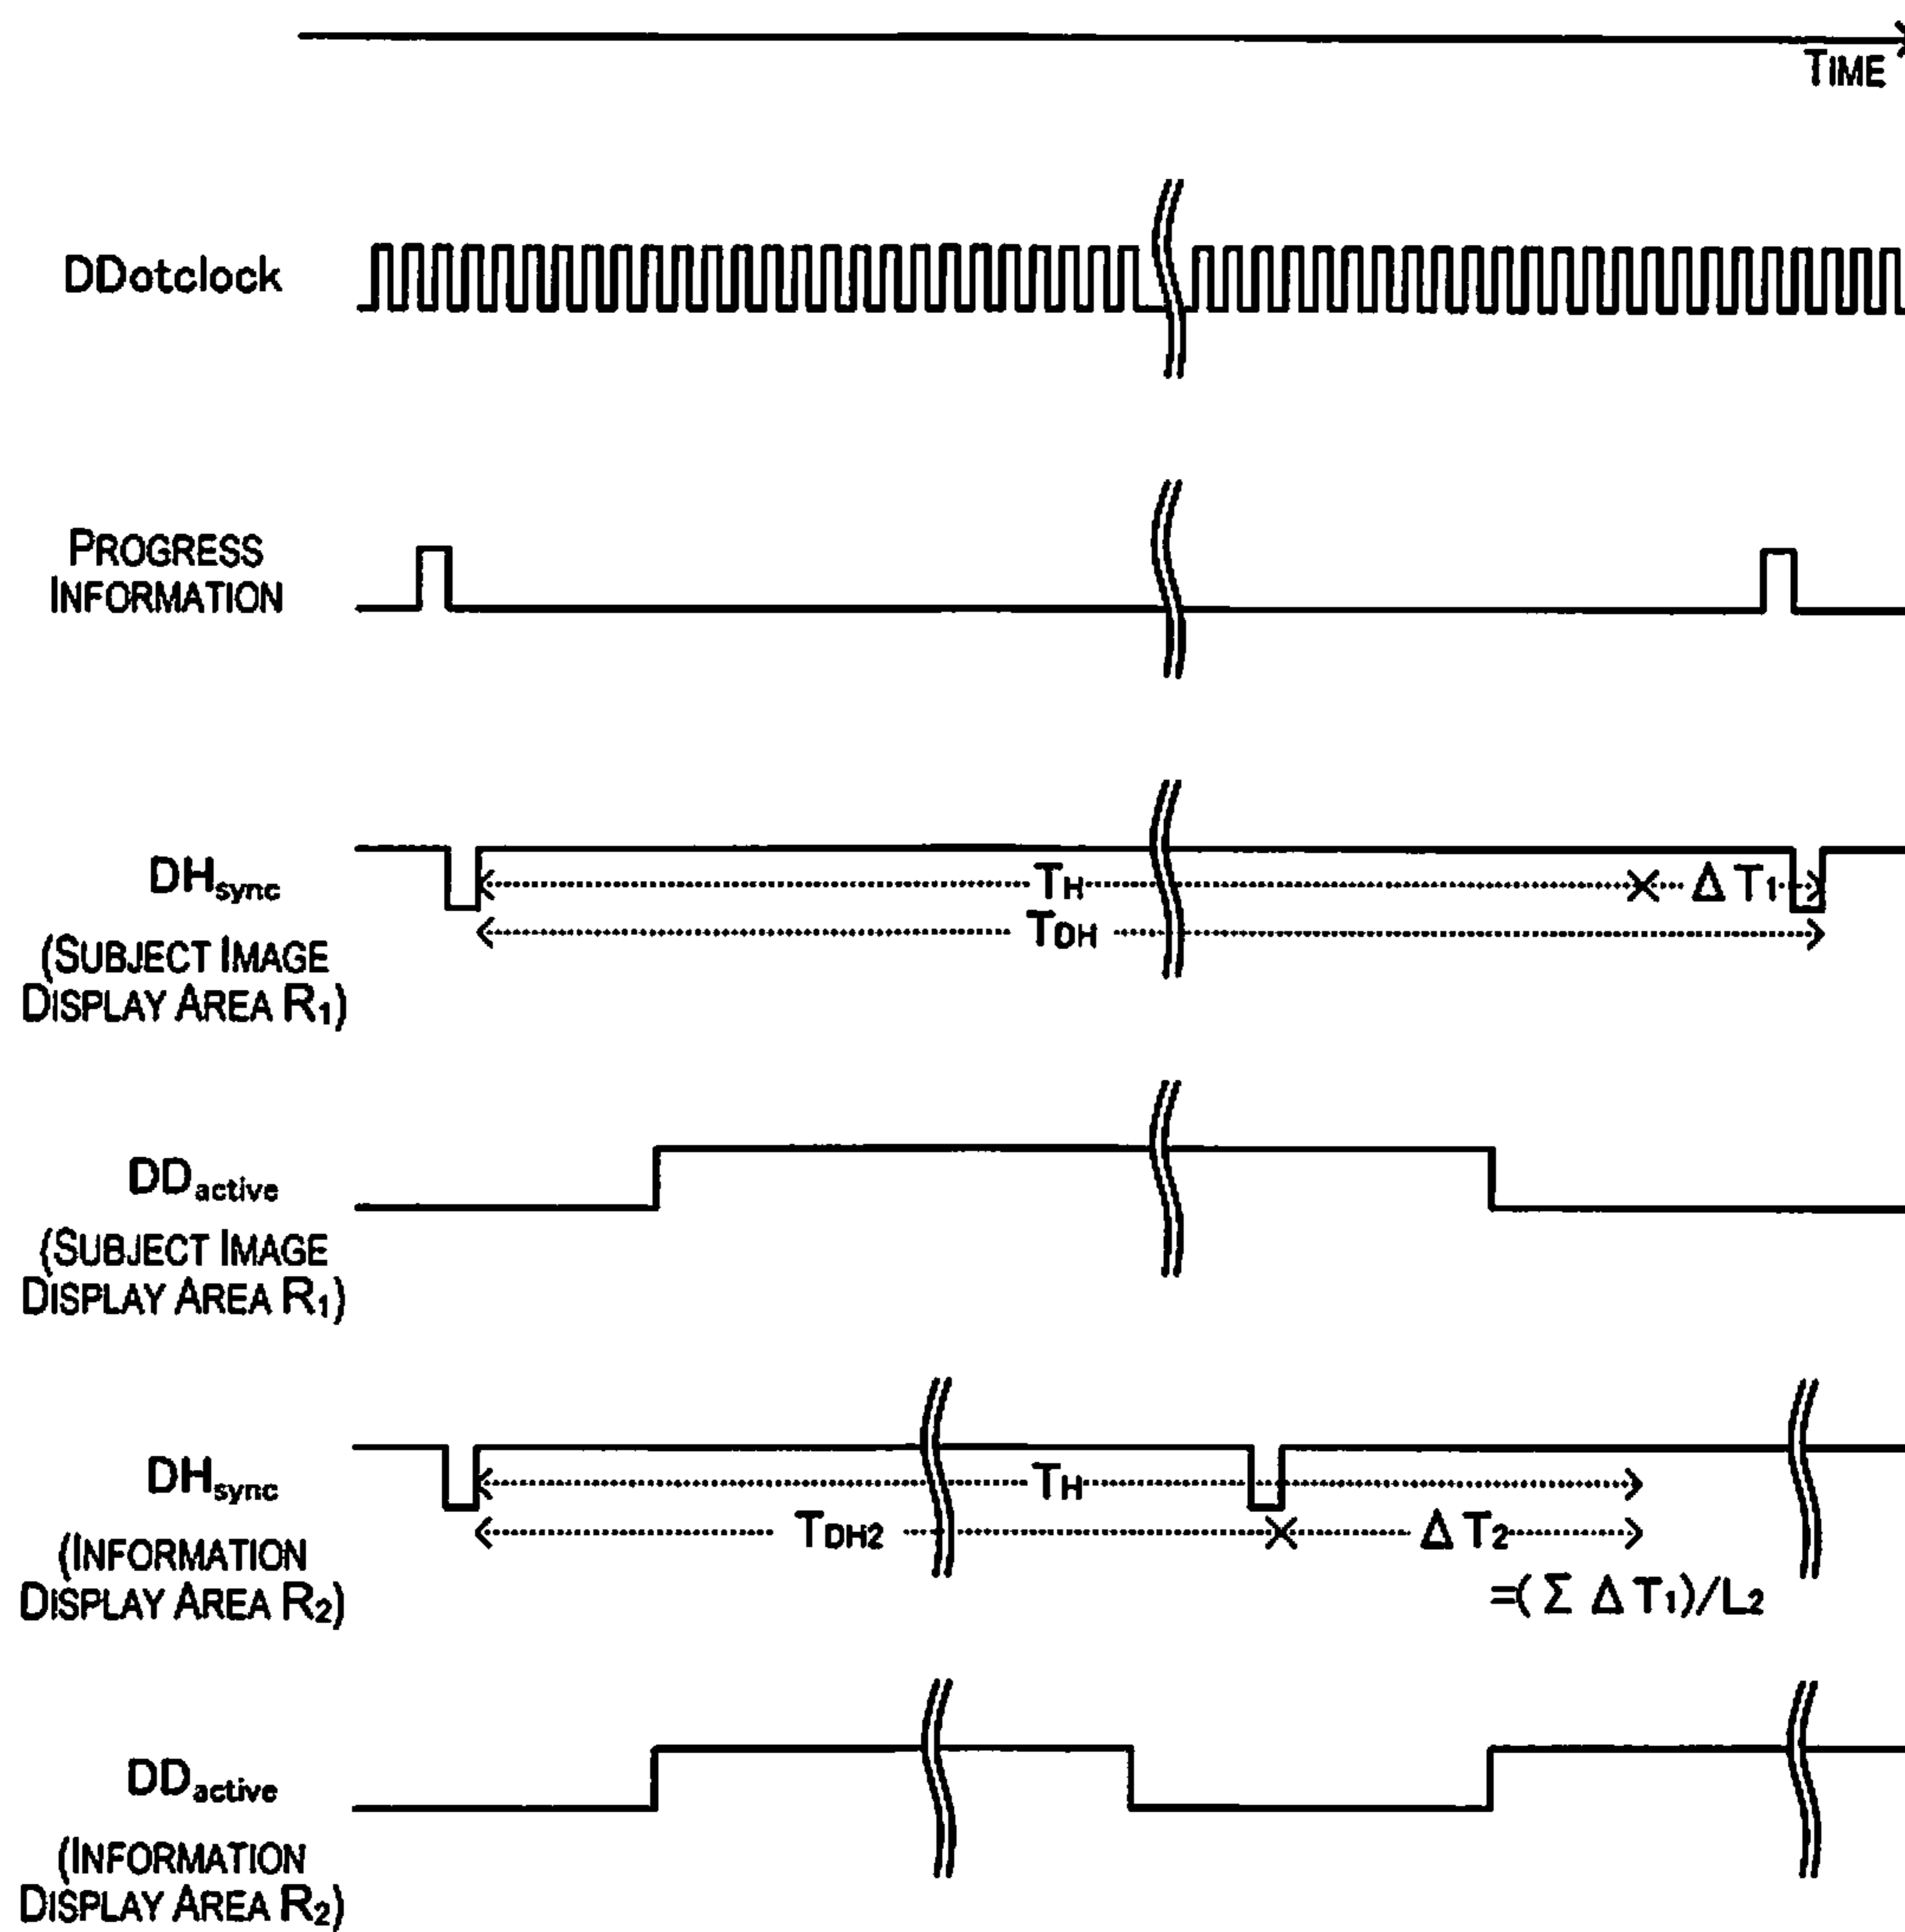 TIME
DDotclock
PROGRESS
INFORMATION
DHsync
(SUBJECT IMAGE
DISPLAY AREA R1)
TH
ΔT1
TDH
DDactive
(SUBJECT IMAGE
DISPLAY AREA R1)
DHsync
(INFORMATION
DISPLAY AREA R2)
TH
TDH2
ΔT2
=(Σ ΔT1)/L2
DDactive
(INFORMATION
DISPLAY AREA R2)